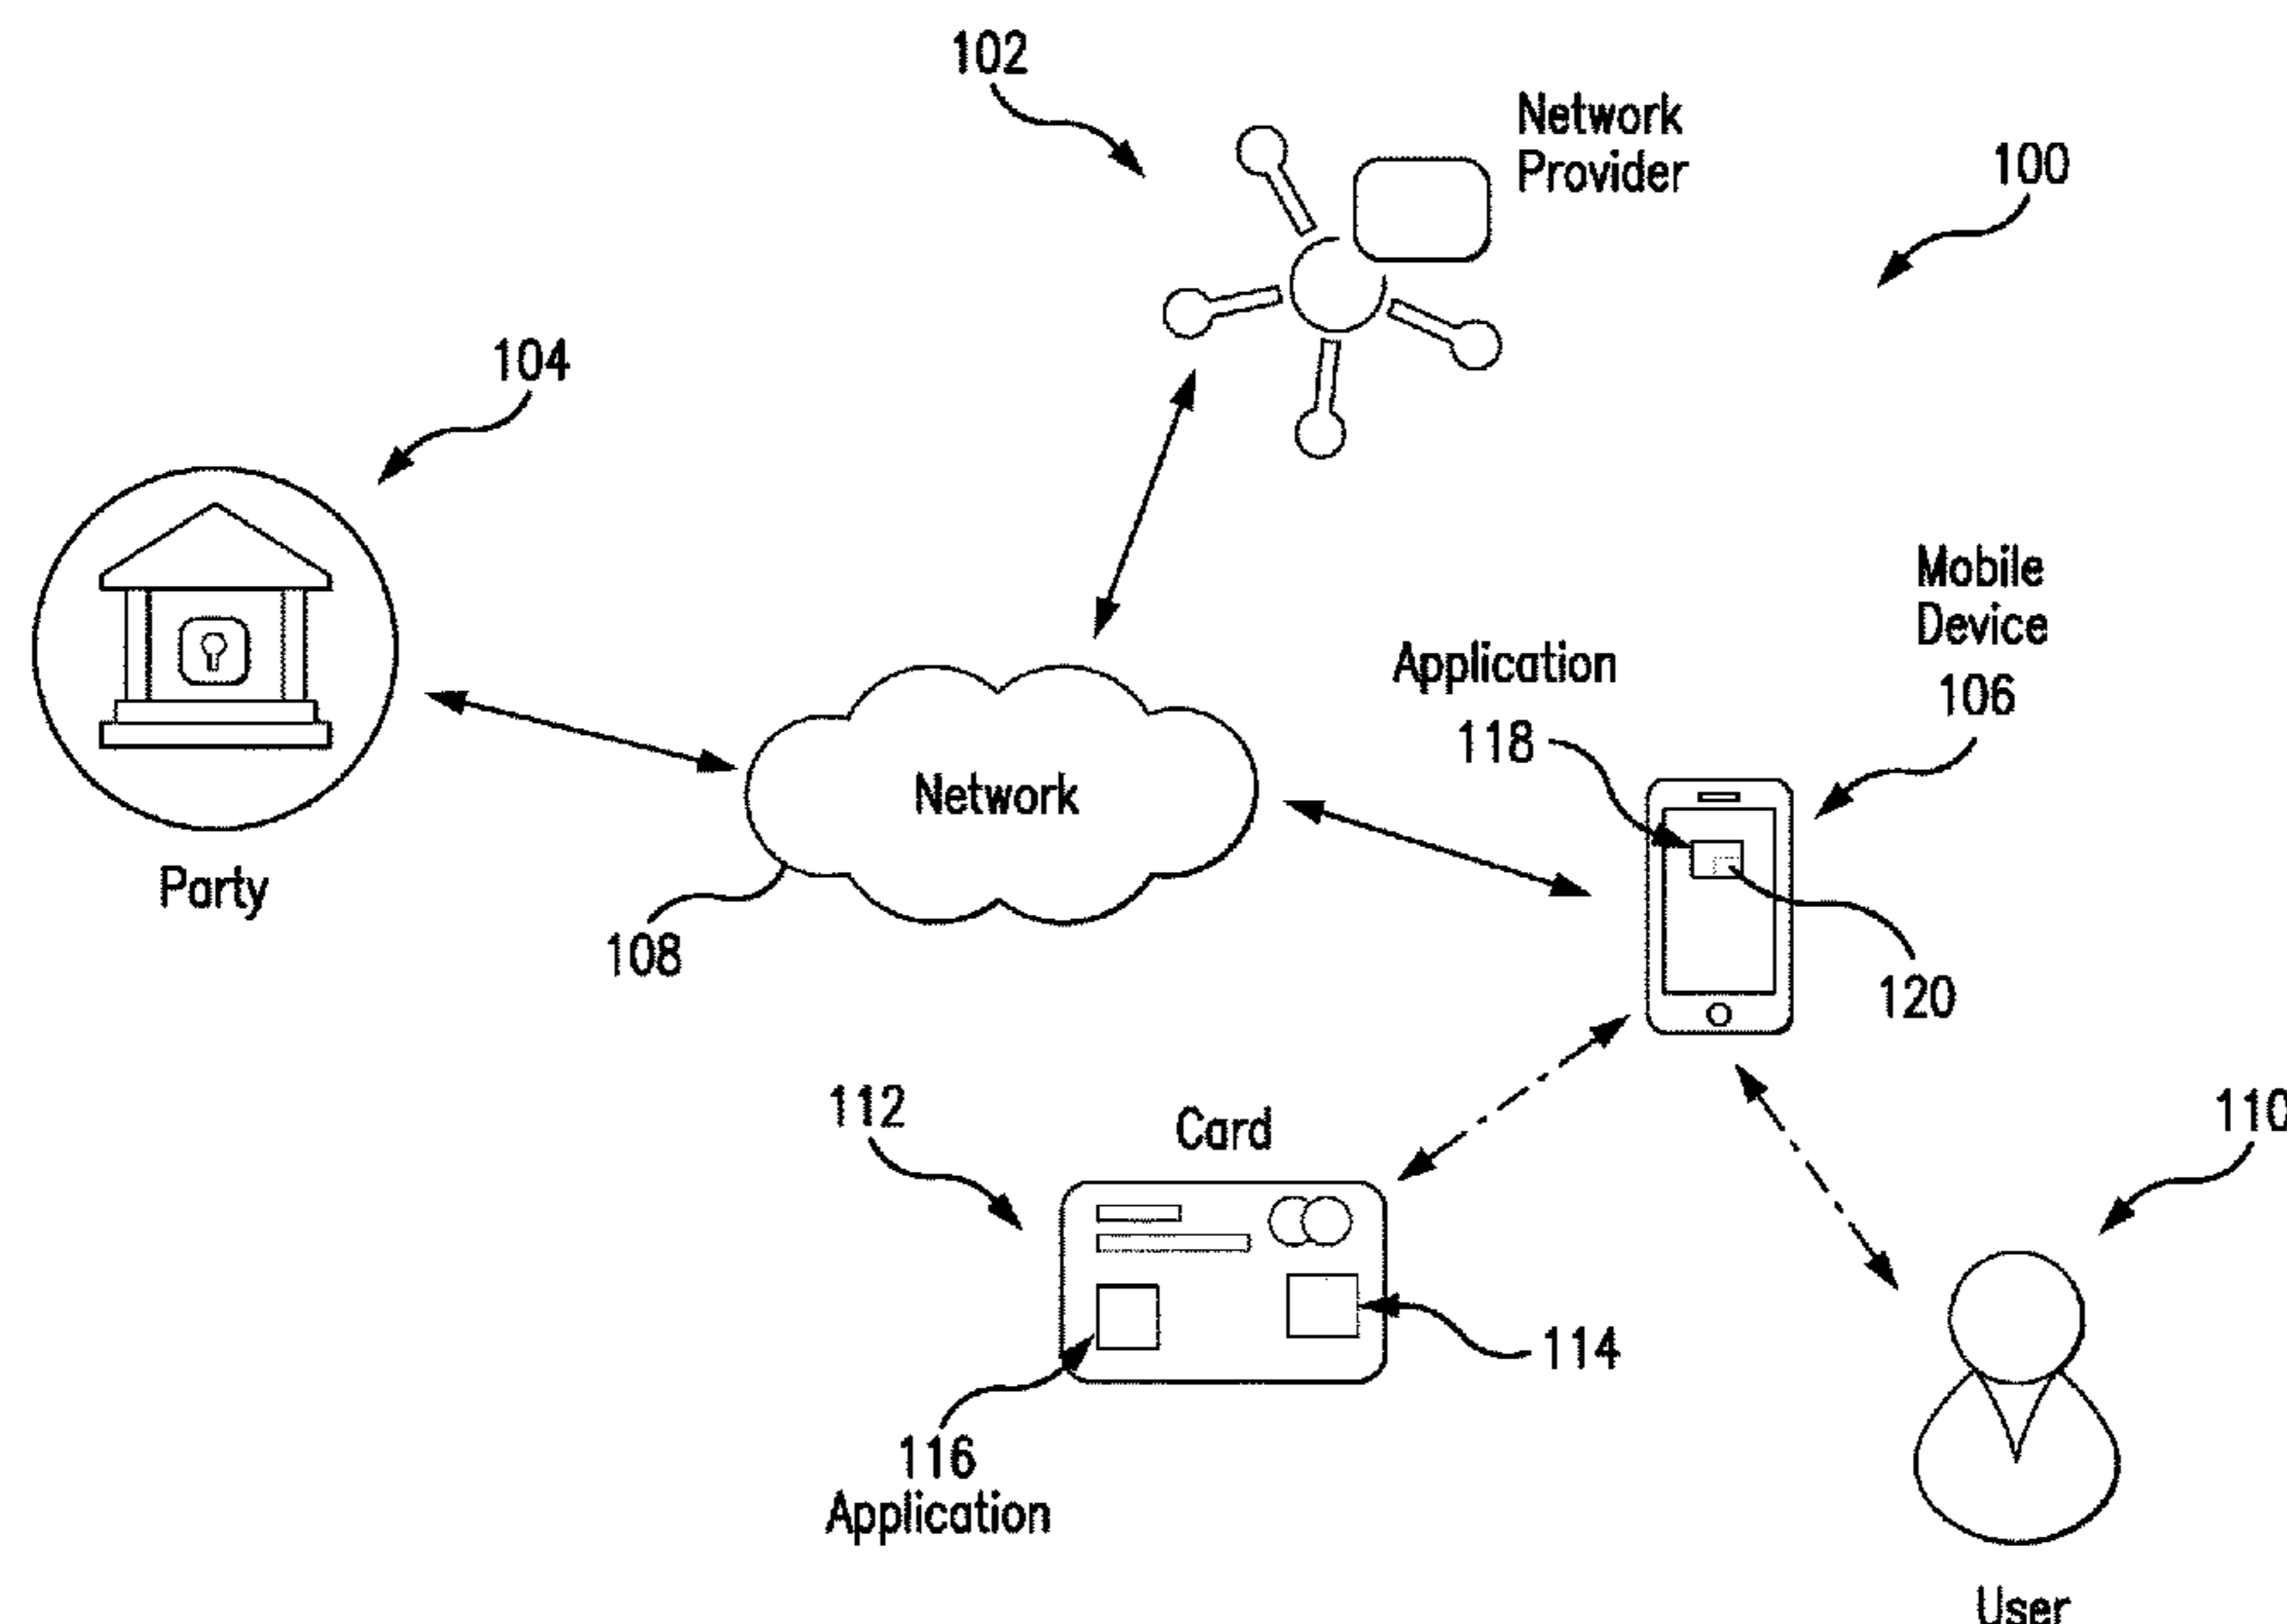 102
Network
Provider
100
104
Mobile
Device
106
Application
118
Network
Party
108
120
112
Card
110
114
116
Application
User